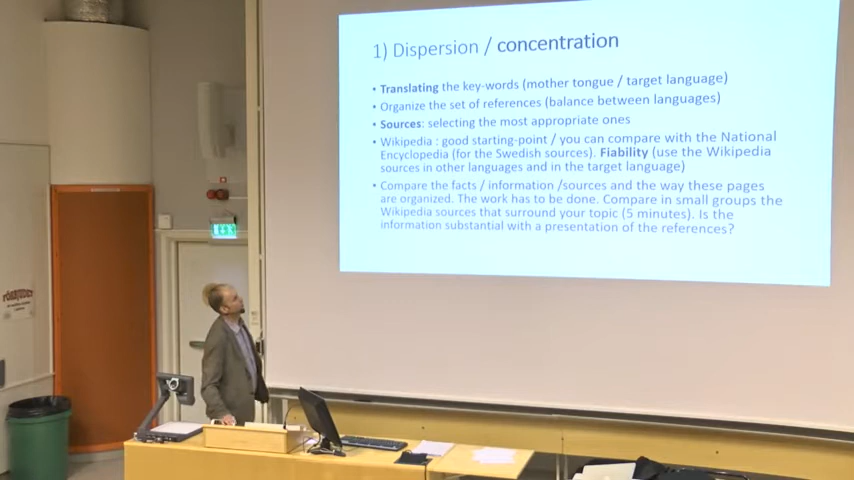 1) Dispersion / concentration
• Translating the key-words (mother tongue / target language)
• Organize the set of references (balance between languages)
• Sources: selecting the most appropriate ones
• Wikipedia : good starting-point / you can compare with the National
Encyclopedia (for the Swedish sources). Fiability (use the Wikipedia
sources in other languages and in the target language)
• Compare the facts / information /sources and the way these pages
are organized. The work has to be done. Compare in small groups the
Wikipedia sources that surround your topic (5 minutes). Is the
information substantial with a presentation of the references?
FÖRBJUDET